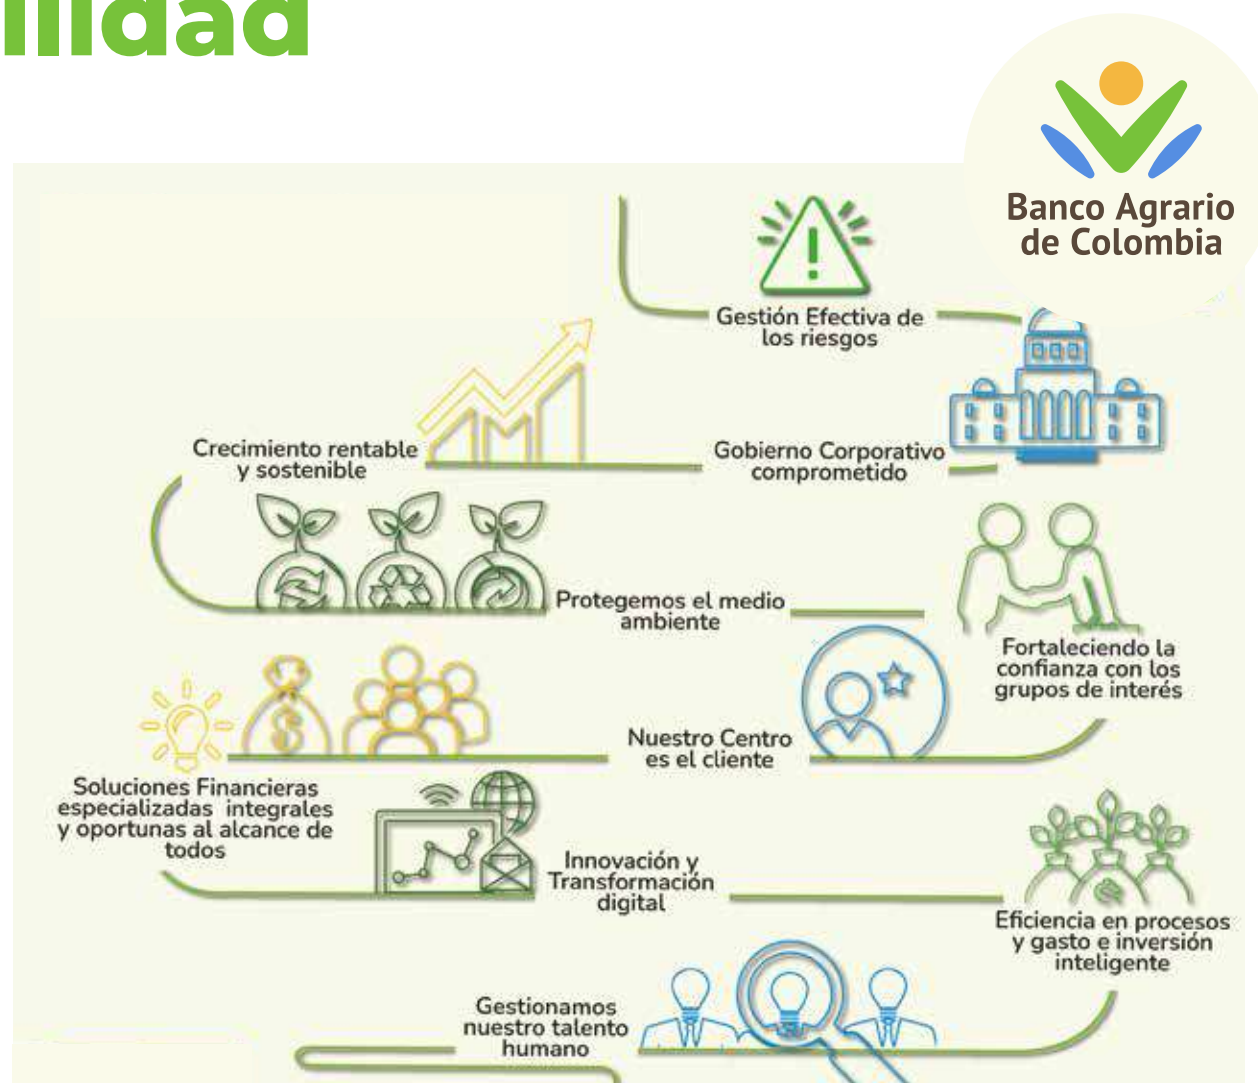 ilidad
Banco Agrario
de Colombia
Gestión Efectiva de
los riesgos
Crecimiento rentable
y sostenible
Gobierno Corporativo
comprometido
Protegemos el medio
ambiente
Fortaleciendo la
confianza con los
grupos de interés
Nuestro Centro
es el cliente
Soluciones Financieras
especializadas integrales
y oportunas al alcance de
todos
Innovación y
Transformación
digital
Eficiencia en procesos
y gasto e inversión
inteligente
Gestionamos
nuestro talento
humano